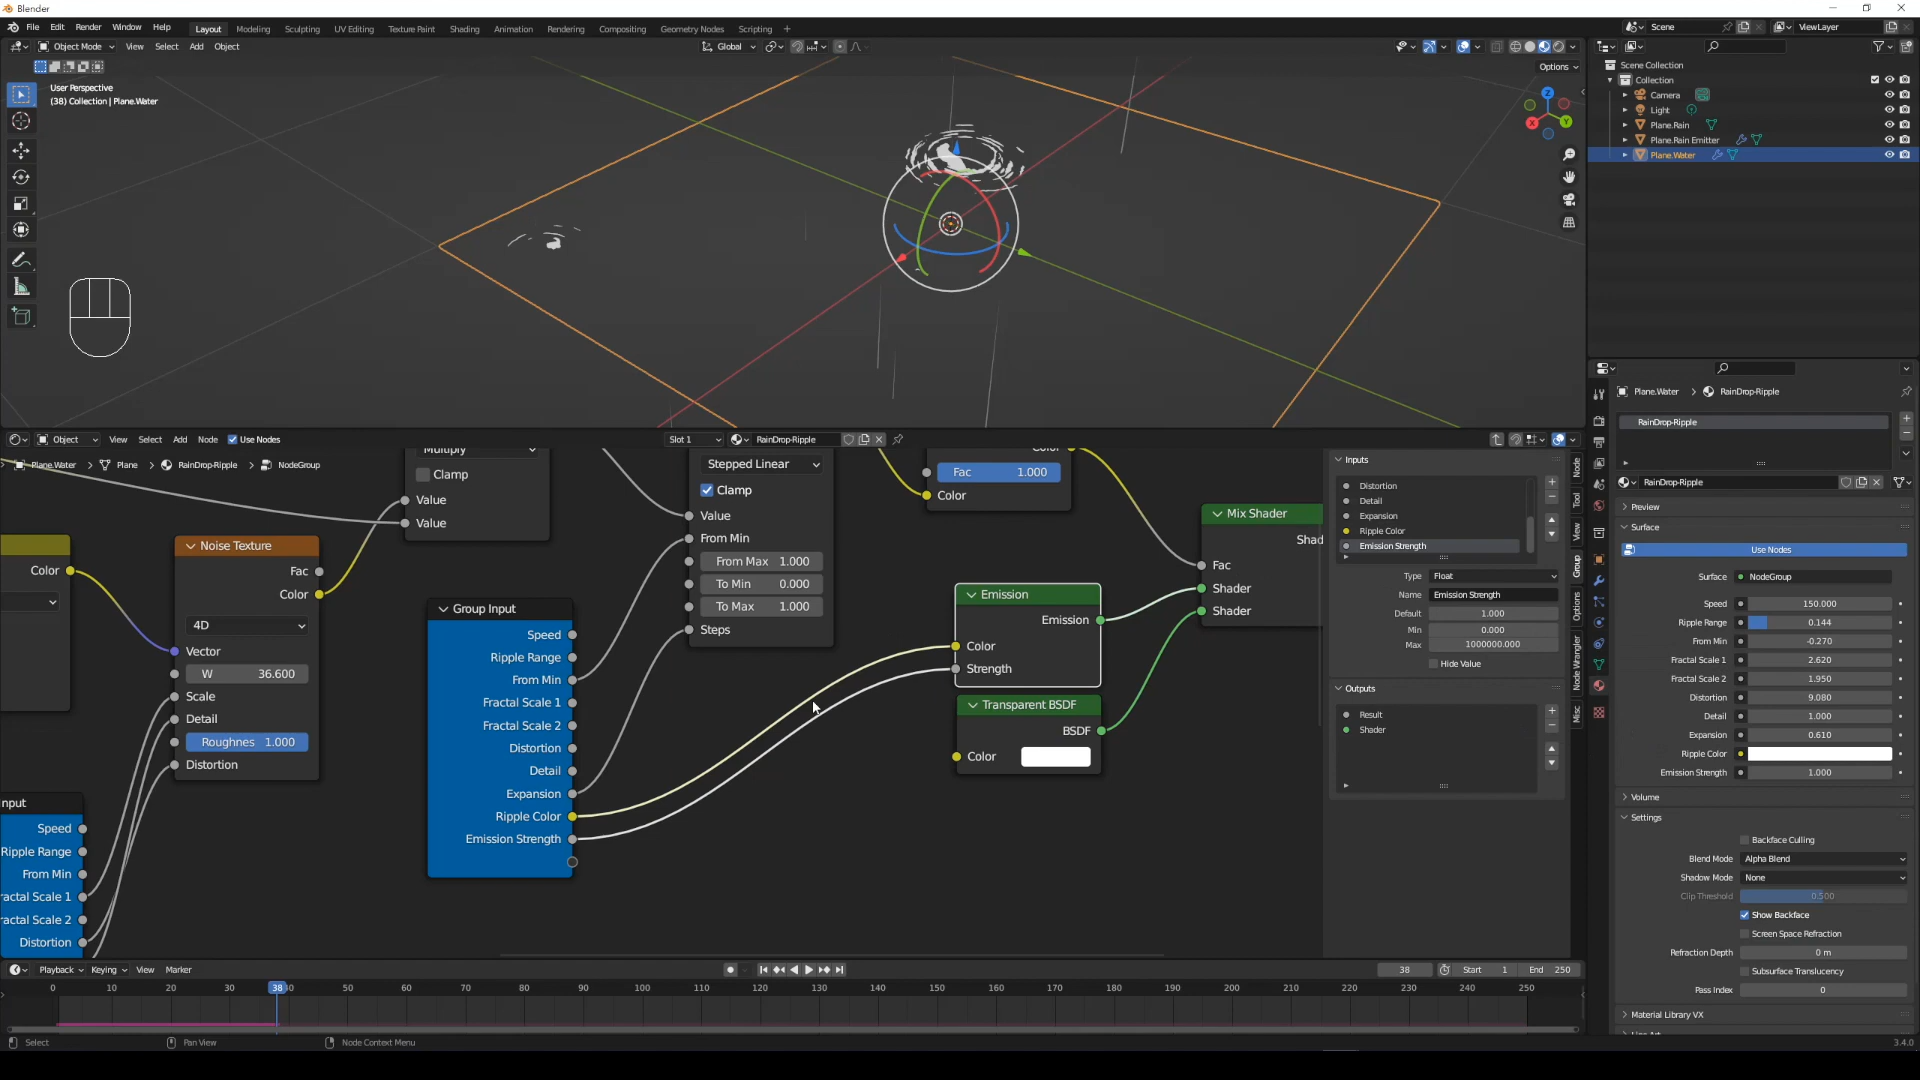 Blender
File Edit Render Window Help Layout Modeling Sculpting UV Editing Texture Paint Shading Animation Rendering Compositing Geometry Nodes Scripting + Scene ViewLayer
Object Mode View Select Add Object Global
Options
User Perspective
(38) Collection | Plane.Water
Z
X
Y
Scene Collection
Collection
Camera
Light
Plane.Rain
Plane.Rain Emitter
Plane.Water
Object View Select Add Node Use Nodes Slot 1 RainDrop-Ripple
Plane.Water Plane RainDrop-Ripple NodeGroup
Multiply
Clamp
Value
Value
Color
Noise Texture
Fac
Color
4D
Vector
W 36.600
Scale
Detail
Roughnes 1.000
Distortion
Speed
Ripple Range
From Min
Fractal Scale 2
Distortion
Group Input
Speed
Ripple Range
From Min
Fractal Scale 1
Fractal Scale 2
Distortion
Detail
Expansion
Ripple Color
Emission Strength
Stepped Linear
Clamp
Value
From Min
From Max 1.000
To Min 0.000
To Max 1.000
Steps
Color
Fac 1.000
Color
Emission
Emission
Color
Strength
Transparent BSDF
BSDF
Color
Mix Shader
Shad
Fac
Shader
Shader
Inputs
Distortion
Detail
Expansion
Ripple Color
Emission Strength
Type Float
Name Emission Strength
Default 1.000
Min 0.000
Max 1000000.000
Hide Value
Outputs
Result
Shader
Node
Tool
View
Group
Options
Node Wrangler
Misc
Plane.Water RainDrop-Ripple
RainDrop-Ripple
RainDrop-Ripple
Preview
Surface
Use Nodes
Surface NodeGroup
Speed 150.000
Ripple Range 0.144
From Min -0.270
Fractal Scale 1 2.620
Fractal Scale 2 1.950
Distortion 9.080
Detail 1.000
Expansion 0.610
Ripple Color
Emission Strength 1.000
Volume
Settings
Backface Culling
Blend Mode Alpha Blend
Shadow Mode None
Clip Threshold 0.500
Show Backface
Screen Space Refraction
Refraction Depth 0 m
Subsurface Translucency
Pass Index 0
Material Library VX
Playback Keying View Marker 38 Start 1 End 250
0 10 20 30 38 50 60 70 80 90 100 110 120 130 140 150 160 170 180 190 200 210 220 230 240 250
Select Pan View Node Context Menu 3.4.0